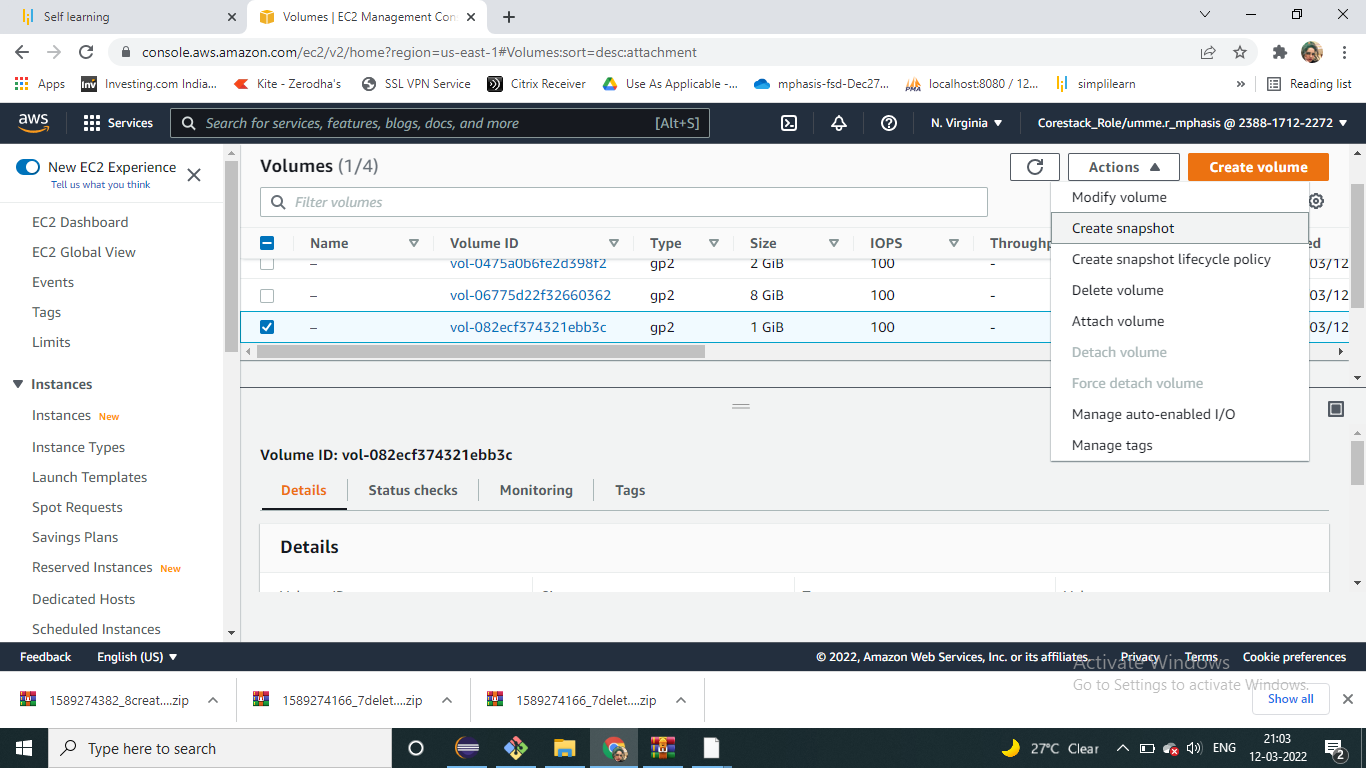 Self learning
Volumes | EC2 Management Con
console.aws.amazon.com/ec2/v2/home?region=us-east-1#Volumes:sort=desc:attachment
Apps
Investing.com India...
Kite - Zerodha's
SSL VPN Service
Citrix Receiver
Use As Applicable -...
mphasis-fsd-Dec27...
localhost:8080 / 12...
simplilearn
»
Reading list
aws
Services
Search for services, features, blogs, docs, and more
[Alt+S]
N. Virginia
Corestack_Role/umme.r_mphasis @ 2388-1712-2272
New EC2 Experience
Tell us what you think
EC2 Dashboard
EC2 Global View
Events
Tags
Limits
Instances
Instances New
Instance Types
Launch Templates
Spot Requests
Savings Plans
Reserved Instances New
Dedicated Hosts
Scheduled Instances
Volumes (1/4)
Actions
Create volume
Filter volumes
Name
Volume ID
Type
Size
IOPS
Throughp
ed
– vol-0475a0b6fe2d398f2 gp2 2 GiB 100 - 03/12
– vol-06775d22f32660362 gp2 8 GiB 100 -
– vol-082ecf374321ebb3c gp2 1 GiB 100 - 03/12
Modify volume
Create snapshot
Create snapshot lifecycle policy
Delete volume
Attach volume
Detach volume
Force detach volume
Manage auto-enabled I/O
Manage tags
Volume ID: vol-082ecf374321ebb3c
Details
Status checks
Monitoring
Tags
Details
Feedback
English (US)
© 2022, Amazon Web Services, Inc. or its affiliates.
Privacy
Terms
Cookie preferences
Activate Windows
Go to Settings to activate Windows.
1589274382_8creat....zip
1589274166_7delet....zip
1589274166_7delet....zip
Show all
Type here to search
27°C Clear
ENG
21:03
12-03-2022
2